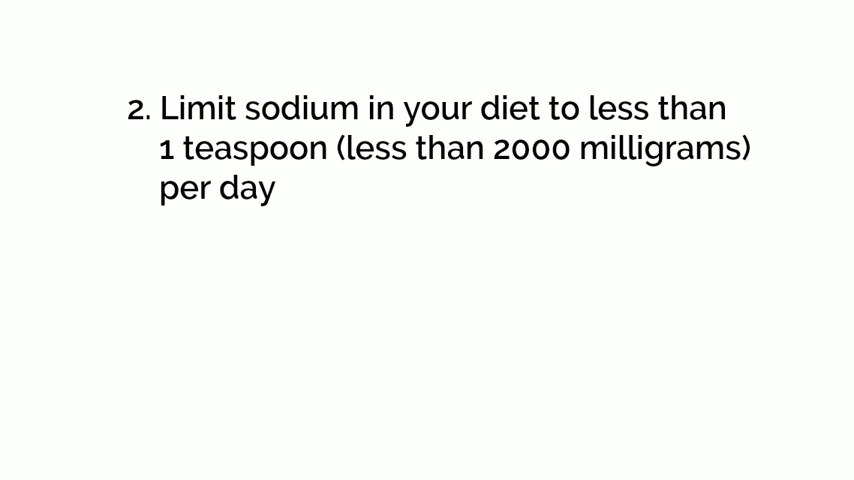 2. Limit sodium in your diet to less than
1 teaspoon (less than 2000 milligrams)
per day